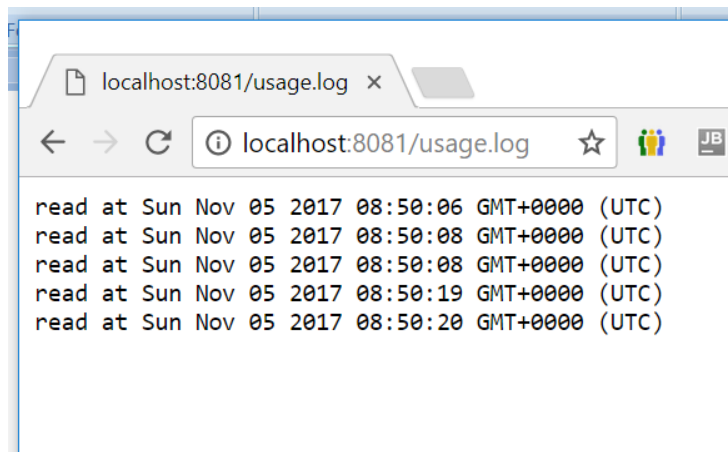 localhost:8081/usage.log
localhost:8081/usage.log
JB
read at Sun Nov 05 2017 08:50:06 GMT+0000 (UTC)
read at Sun Nov 05 2017 08:50:08 GMT+0000 (UTC)
read at Sun Nov 05 2017 08:50:08 GMT+0000 (UTC)
read at Sun Nov 05 2017 08:50:19 GMT+0000 (UTC)
read at Sun Nov 05 2017 08:50:20 GMT+0000 (UTC)